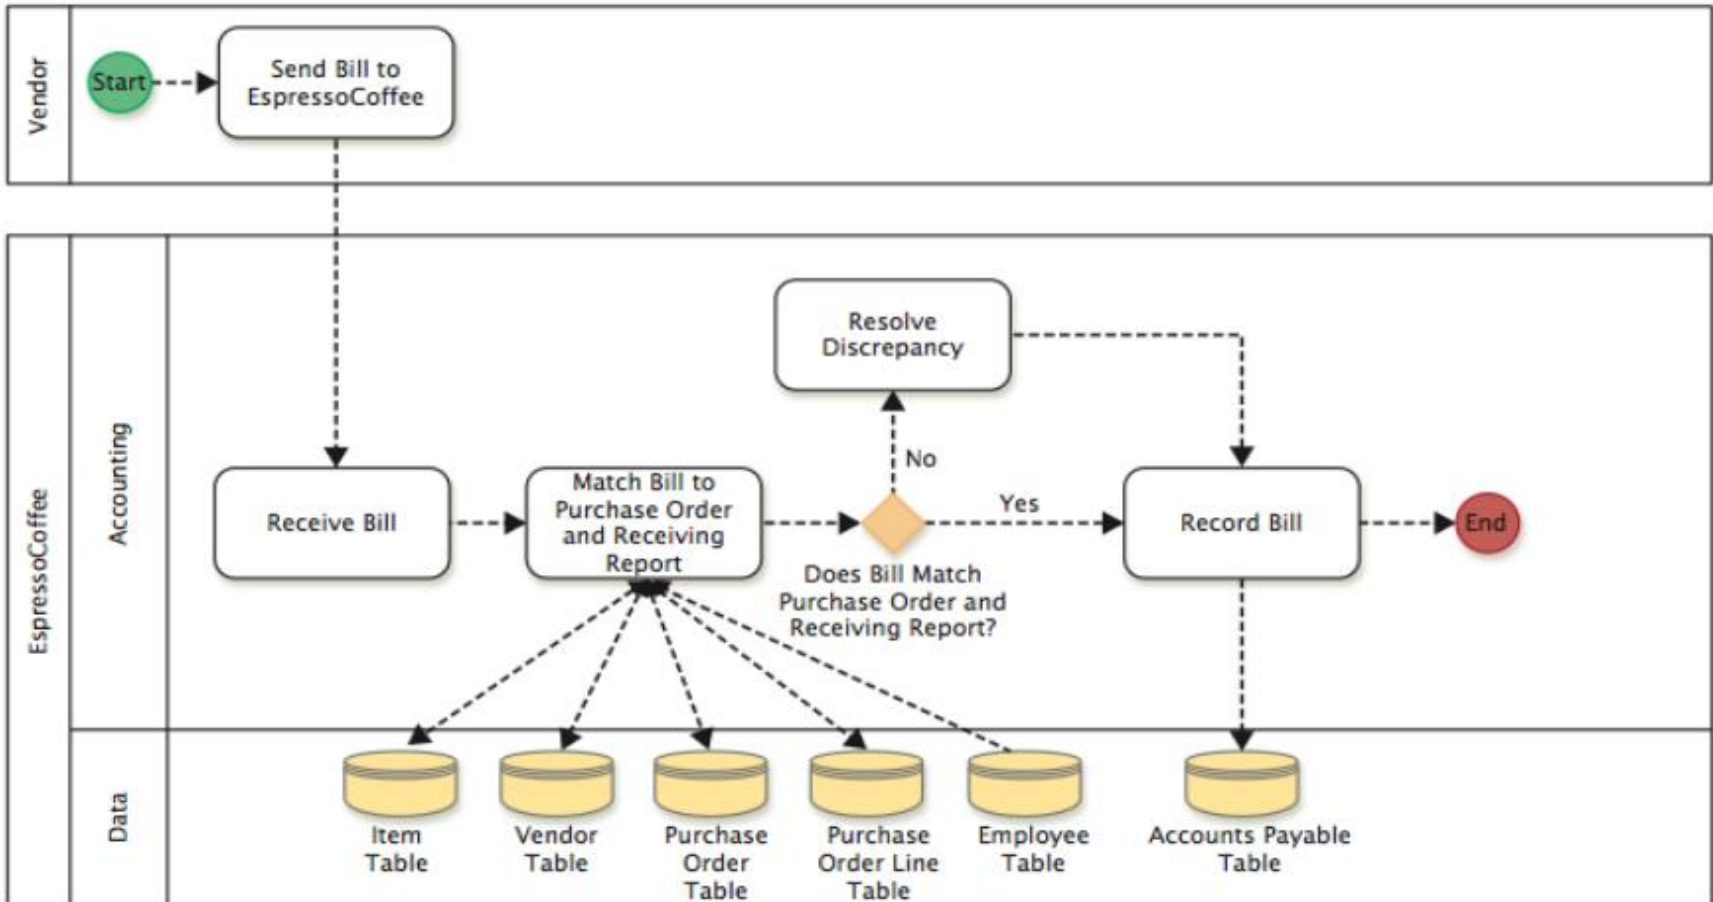 Vendor
Start
Send Bill to
EspressoCoffee
EspressoCoffee
Accounting
Resolve
Discrepancy
No
Receive Bill
Match Bill to
Purchase Order
and Receiving
Report
Yes
Record Bill
End
Does Bill Match
Purchase Order and
Receiving Report?
Data
Item
Table
Vendor
Table
Purchase
Order
Table
Purchase
Order Line
Table
Employee
Table
Accounts Payable
Table